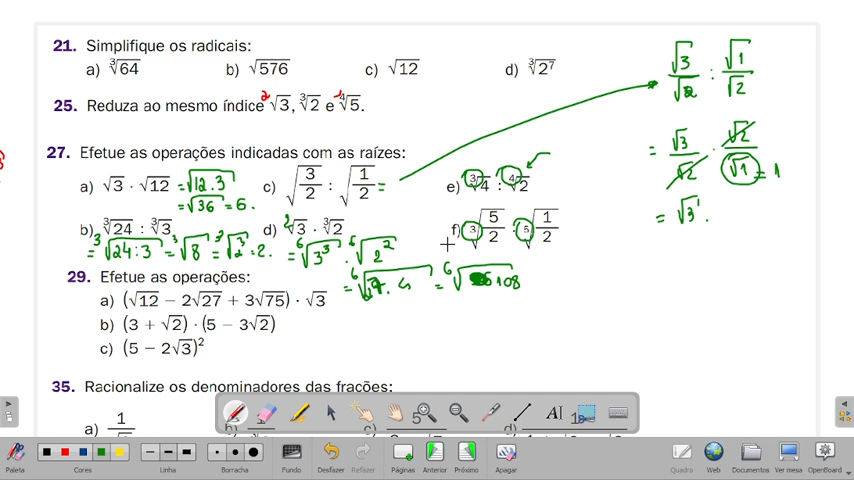 21. Simplifique os radicais:
a) ∛64 b) √576 c) √12 d) ∛2⁷
25. Reduza ao mesmo índice √3, ∛2 e ∜5.
27. Efetue as operações indicadas com as raízes:
a) √3 · √12 = √12.3
= √36 = 6.
c) √(3/2) : √(1/2) =
e) ∛4 : ∜2
b) ∛24 : ∛3
= ∛24:3 = ∛8 = ∛2³ = 2.
d) ²√3 · ∛2
= ⁶√3³ . ⁶√2²
= ⁶√27. 4 = ⁶√108
f) ∛(5/2) : ⁵√(1/2)
√3/√2 : √1/√2
= √3/√2 . √2/√1 = 1
= √3.
29. Efetue as operações:
a) (√12 − 2√27 + 3√75) · √3
b) (3 + √2) · (5 − 3√2)
c) (5 − 2√3)²
35. Racionalize os denominadores das frações:
a) 1
Paleta Cores Linha Borracha Fundo Desfazer Refazer Páginas Anterior Próximo Apagar Quadro Web Documentos Ver mesa OpenBoard